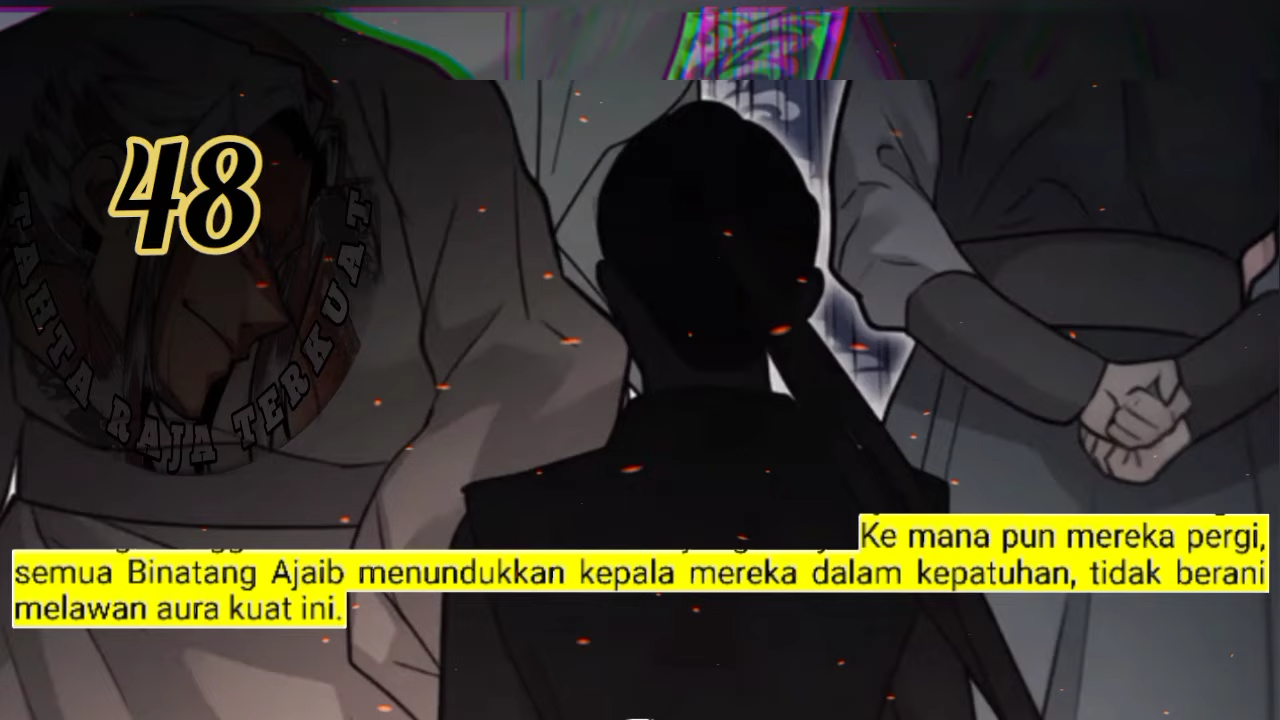 48
TAHTA RAJA TERKUAT
Ke mana pun mereka pergi,
semua Binatang Ajaib menundukkan kepala mereka dalam kepatuhan, tidak berani
melawan aura kuat ini.